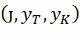 (J, y_T, y_K)